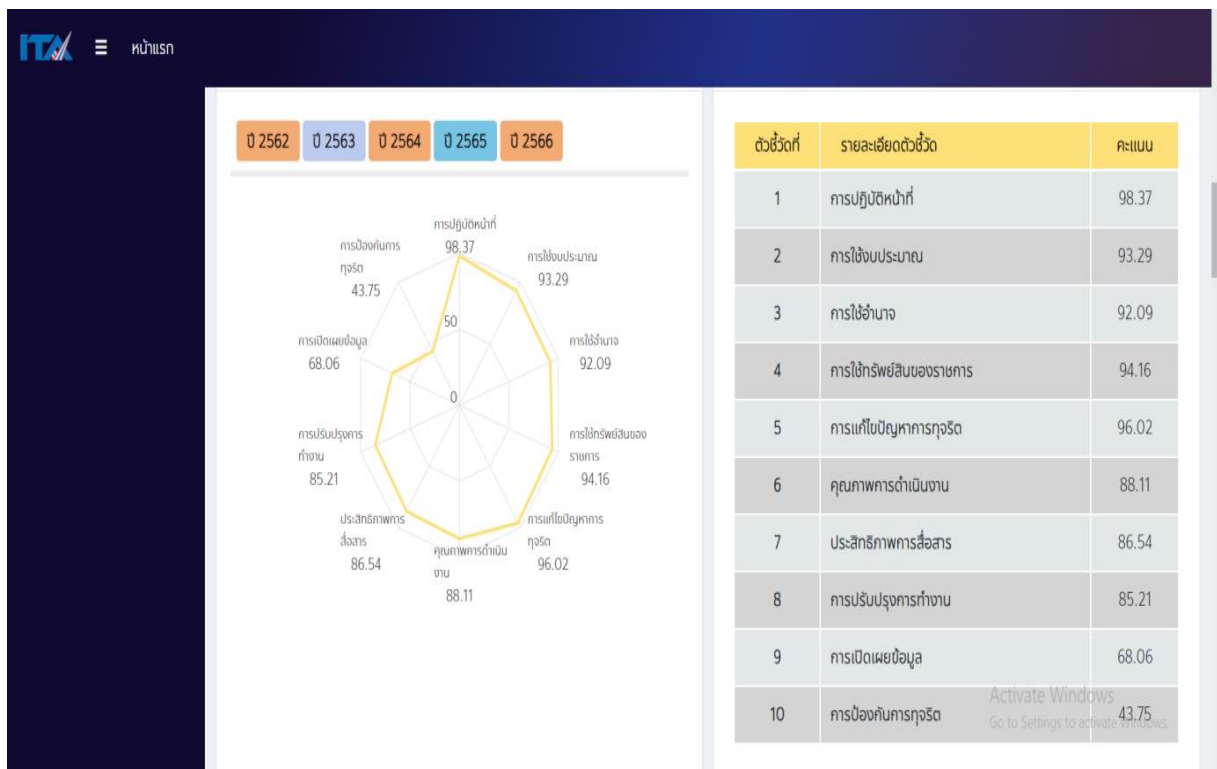 ITA หน้าแรก
ปี 2562 ปี 2563 ปี 2564 ปี 2565 ปี 2566
การปฏิบัติหน้าที่
98.37
การใช้งบประมาณ
93.29
การใช้อำนาจ
92.09
การใช้ทรัพย์สินของ
ราชการ
94.16
การแก้ไขปัญหาการ
ทุจริต
96.02
คุณภาพการดำเนิน
งาน
88.11
ประสิทธิภาพการ
สื่อสาร
86.54
การปรับปรุงการ
ทำงาน
85.21
การเปิดเผยข้อมูล
68.06
การป้องกันการ
ทุจริต
43.75
50
0
ตัวชี้วัดที่ รายละเอียดตัวชี้วัด คะแนน
1 การปฏิบัติหน้าที่ 98.37
2 การใช้งบประมาณ 93.29
3 การใช้อำนาจ 92.09
4 การใช้ทรัพย์สินของราชการ 94.16
5 การแก้ไขปัญหาการทุจริต 96.02
6 คุณภาพการดำเนินงาน 88.11
7 ประสิทธิภาพการสื่อสาร 86.54
8 การปรับปรุงการทำงาน 85.21
9 การเปิดเผยข้อมูล 68.06
10 การป้องกันการทุจริต 43.75
Activate Windows
Go to Settings to activate Windows.